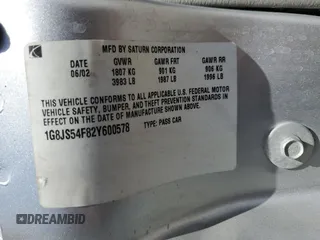 MFD BY SATURN CORPORATION
DATE GVWR GAWR FRT GAWR RR
06/02 1807 KG 901 KG 906 KG
3983 LB 1987 LB 1996 LB
THIS VEHICLE CONFORMS TO ALL APPLICABLE U.S. FEDERAL MOTOR
VEHICLE SAFETY, BUMPER, AND THEFT PREVENTION STANDARDS IN
EFFECT ON THE DATE OF MANUFACTURE SHOWN ABOVE.
1G8JS54F82Y600578 TYPE: PASS CAR
BIDHISTORY